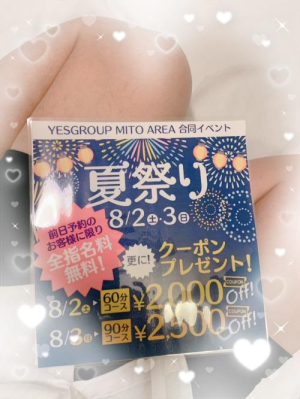 YESGROUP MITO AREA 合同イベント
夏祭り
8/2土・3日
前日予約の
お客様に限り
全指名料
無料!
更に!
クーポン
プレゼント!
8/2土 60分コース ¥2,000 COUPON Off!
8/3日 90分コース ¥2,500 COUPON Off!